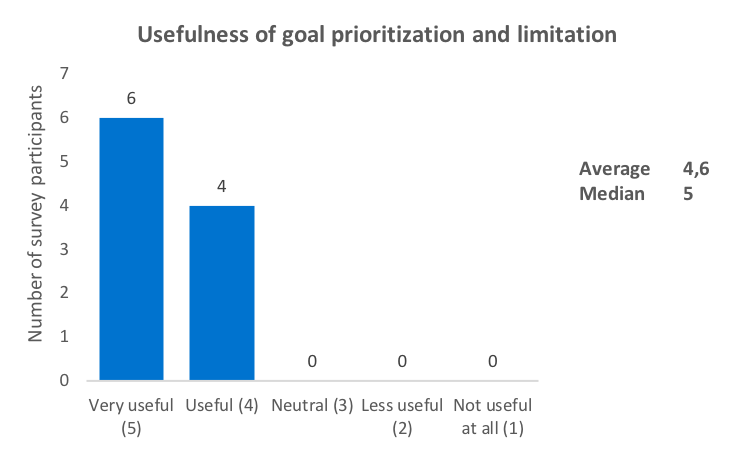 Usefulness of goal prioritization and limitation
Number of survey participants
7
6
5
4
3
2
1
0
6
4
0
0
0
Very useful
(5)
Useful (4)
Neutral (3)
Less useful
(2)
Not useful
at all (1)
Average 4,6
Median 5